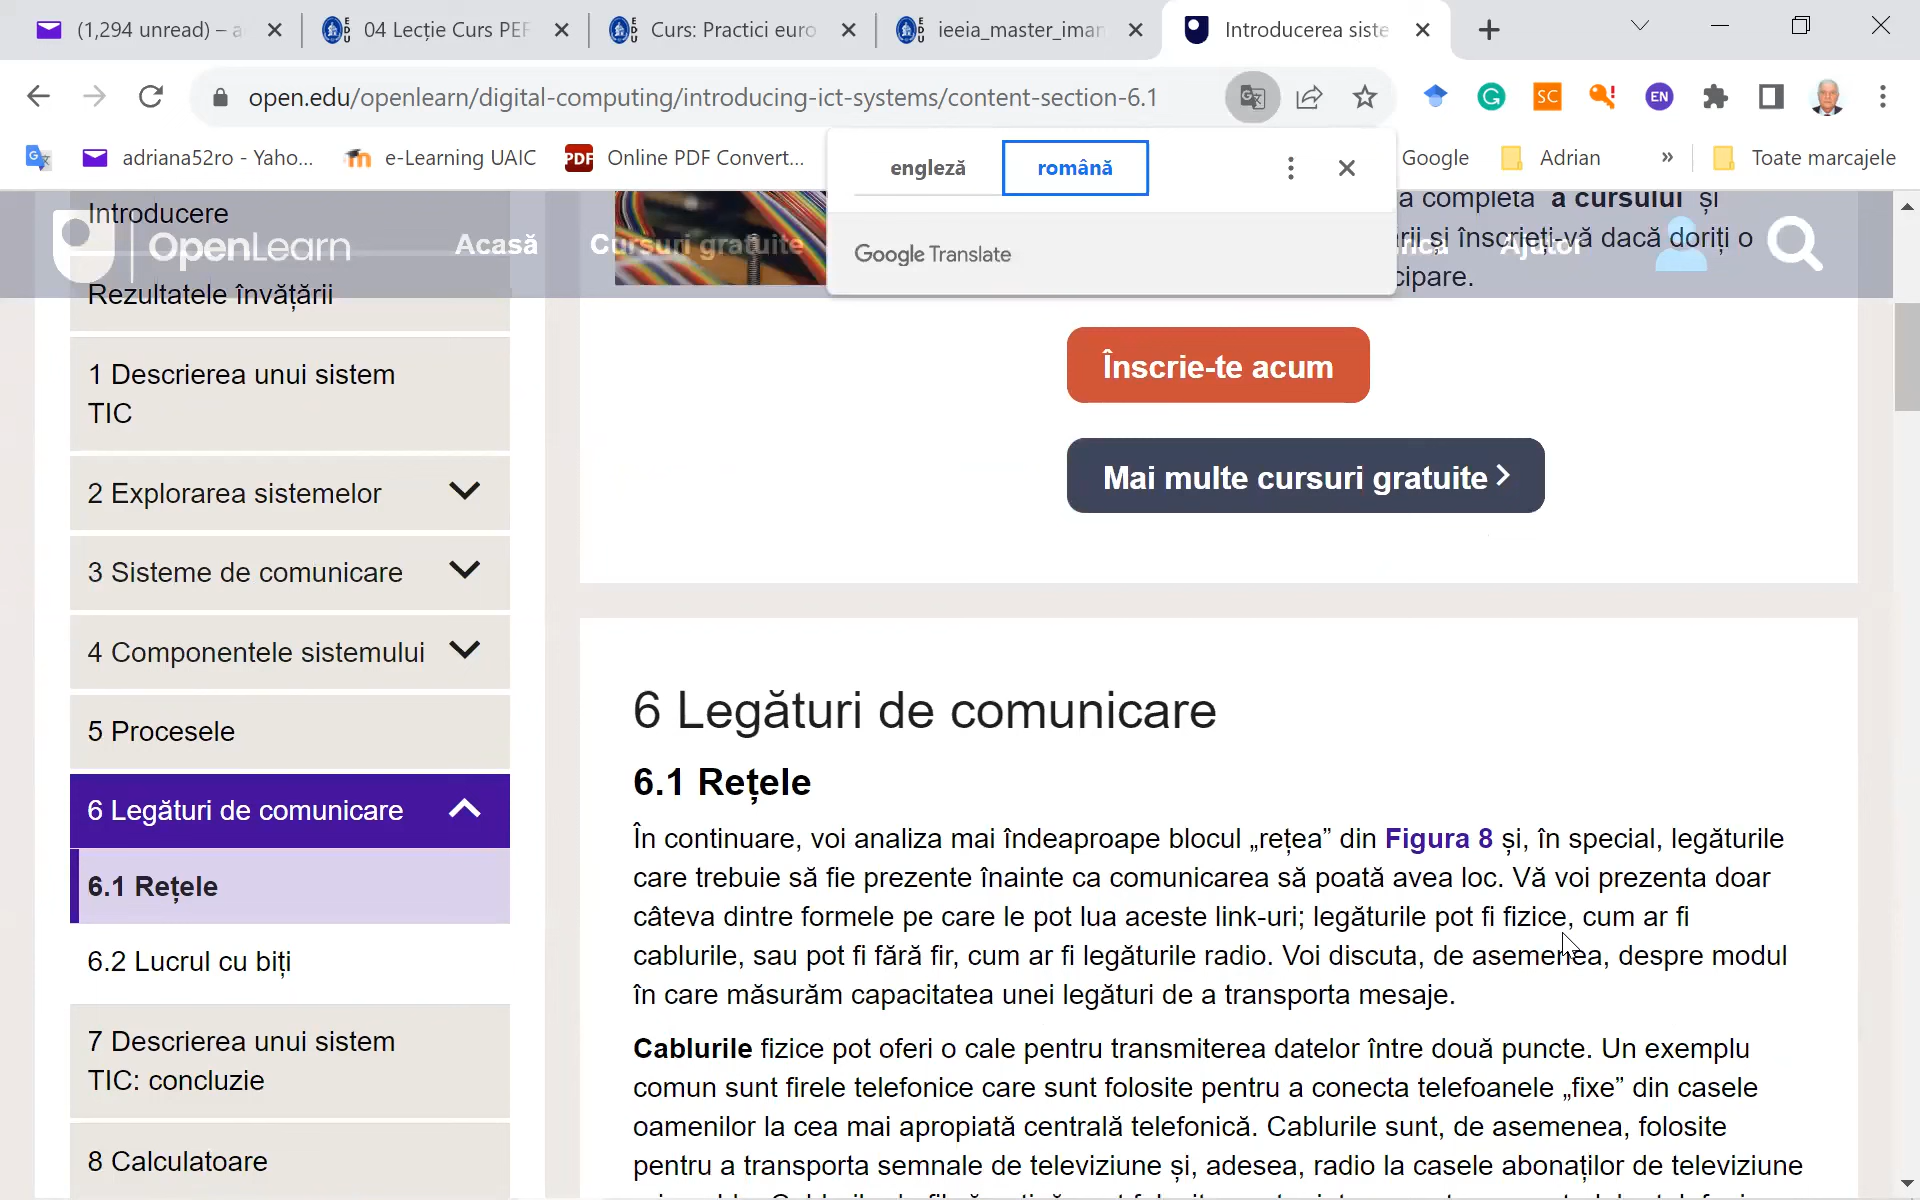 (1,294 unread) – a
04 Lecție Curs PEF
Curs: Practici euro
ieeia_master_imar
Introducerea siste
open.edu/openlearn/digital-computing/introducing-ict-systems/content-section-6.1
SC
EN
adriana52ro - Yaho...
e-Learning UAIC
PDF
Online PDF Convert...
Google
Adrian
»
Toate marcajele
engleză
română
Google Translate
OpenLearn
Acasă
Cursuri gratuite
Ajutor
a completă a cursului și
rii și înscrieți-vă dacă doriți o
cipare.
Înscrie-te acum
Mai multe cursuri gratuite
Introducere
Rezultatele învățării
1 Descrierea unui sistem
TIC
2 Explorarea sistemelor
3 Sisteme de comunicare
4 Componentele sistemului
5 Procesele
6 Legături de comunicare
6.1 Rețele
6.2 Lucrul cu biți
7 Descrierea unui sistem
TIC: concluzie
8 Calculatoare
6 Legături de comunicare
6.1 Rețele
În continuare, voi analiza mai îndeaproape blocul „rețea” din Figura 8 și, în special, legăturile
care trebuie să fie prezente înainte ca comunicarea să poată avea loc. Vă voi prezenta doar
câteva dintre formele pe care le pot lua aceste link-uri; legăturile pot fi fizice, cum ar fi
cablurile, sau pot fi fără fir, cum ar fi legăturile radio. Voi discuta, de asemenea, despre modul
în care măsurăm capacitatea unei legături de a transporta mesaje.
Cablurile fizice pot oferi o cale pentru transmiterea datelor între două puncte. Un exemplu
comun sunt firele telefonice care sunt folosite pentru a conecta telefoanele „fixe” din casele
oamenilor la cea mai apropiată centrală telefonică. Cablurile sunt, de asemenea, folosite
pentru a transporta semnale de televiziune și, adesea, radio la casele abonaților de televiziune